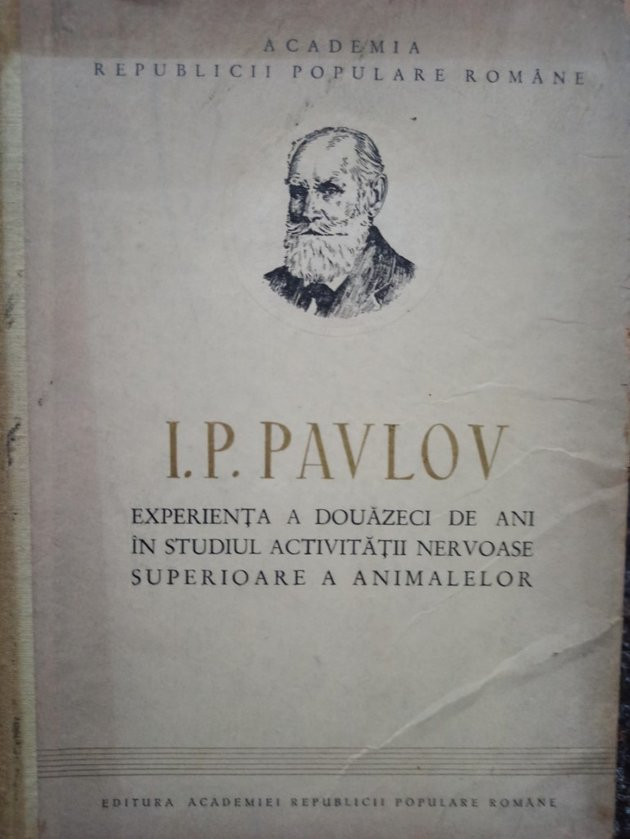 ACADEMIA
REPUBLICII POPULARE ROMÂNE
I. P. PAVLOV
EXPERIENȚA A DOUĂZECI DE ANI
ÎN STUDIUL ACTIVITĂȚII NERVOASE
SUPERIOARE A ANIMALELOR
EDITURA ACADEMIEI REPUBLICII POPULARE ROMÂNE